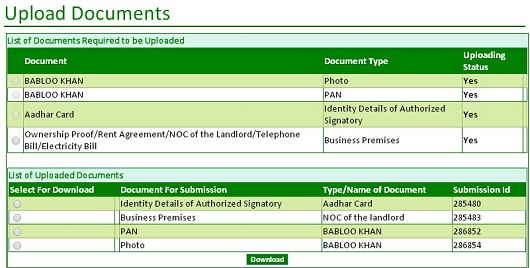 Upload Documents
List of Documents Required to be Uploaded
Document Document Type Uploading Status
BABLOO KHAN Photo Yes
BABLOO KHAN PAN Yes
Aadhar Card Identity Details of Authorized Signatory Yes
Ownership Proof/Rent Agreement/NOC of the Landlord/Telephone
Bill/Electricity Bill Business Premises Yes
List of Uploaded Documents
Select For Download Document For Submission Type/Name of Document Submission Id
Identity Details of Authorized Signatory Aadhar Card 285480
Business Premises NOC of the landlord 285483
PAN BABLOO KHAN 286852
Photo BABLOO KHAN 286854
Download